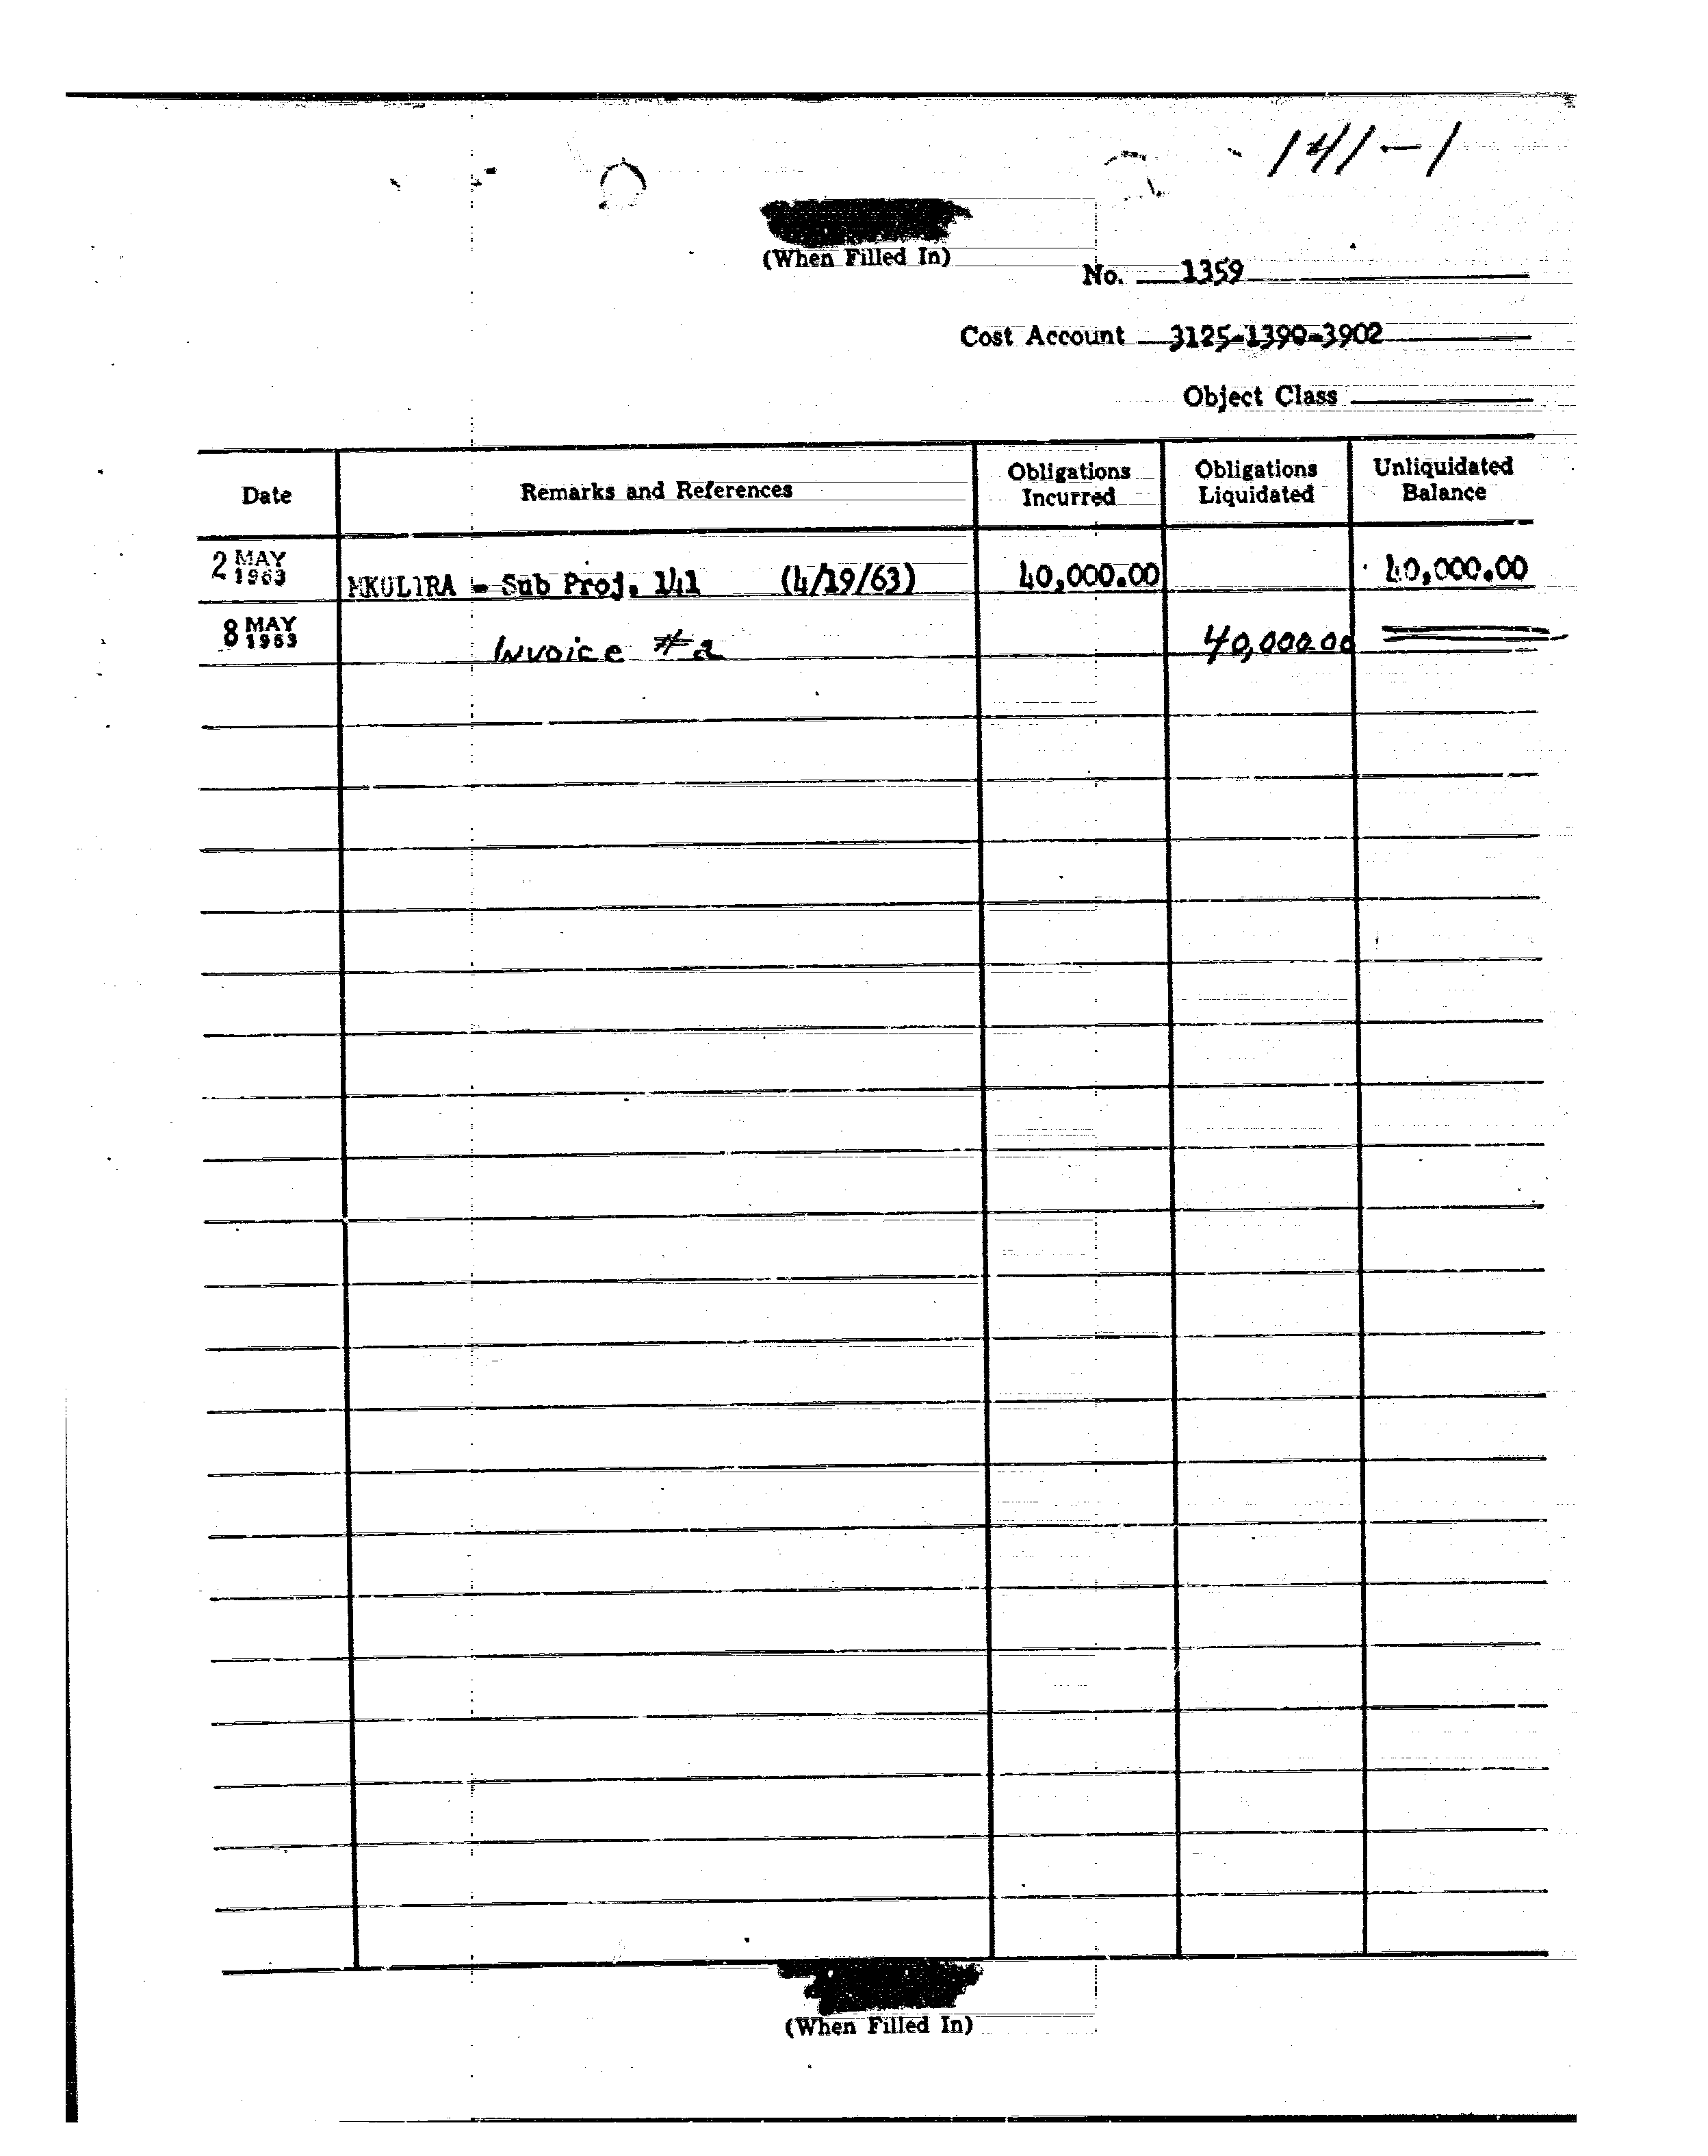 141-1
(When Filled In)
No. 1359
Cost Account 3125-1390-3902
Object Class
Date Remarks and References Obligations Incurred Obligations Liquidated Unliquidated Balance
2 MAY 1963 MKULTRA - Sub Proj. 141 (4/19/63) 40,000.00 40,000.00
8 MAY 1963 Invoice #2 40,000.00
(When Filled In)